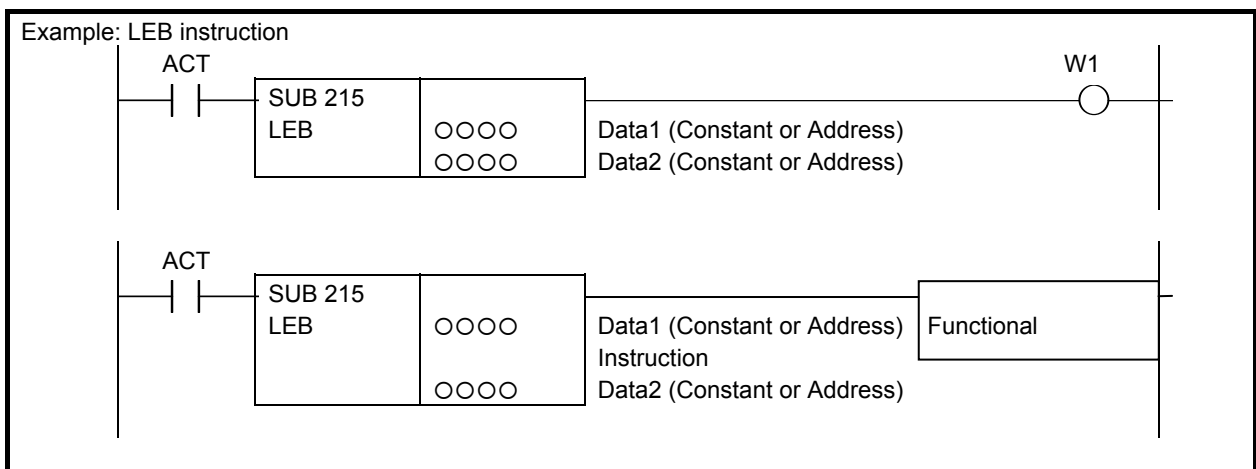 Example: LEB instruction
ACT W1
SUB 215
LEB ○○○○ Data1 (Constant or Address)
○○○○ Data2 (Constant or Address)
ACT
SUB 215
LEB ○○○○ Data1 (Constant or Address) Functional
Instruction
○○○○ Data2 (Constant or Address)